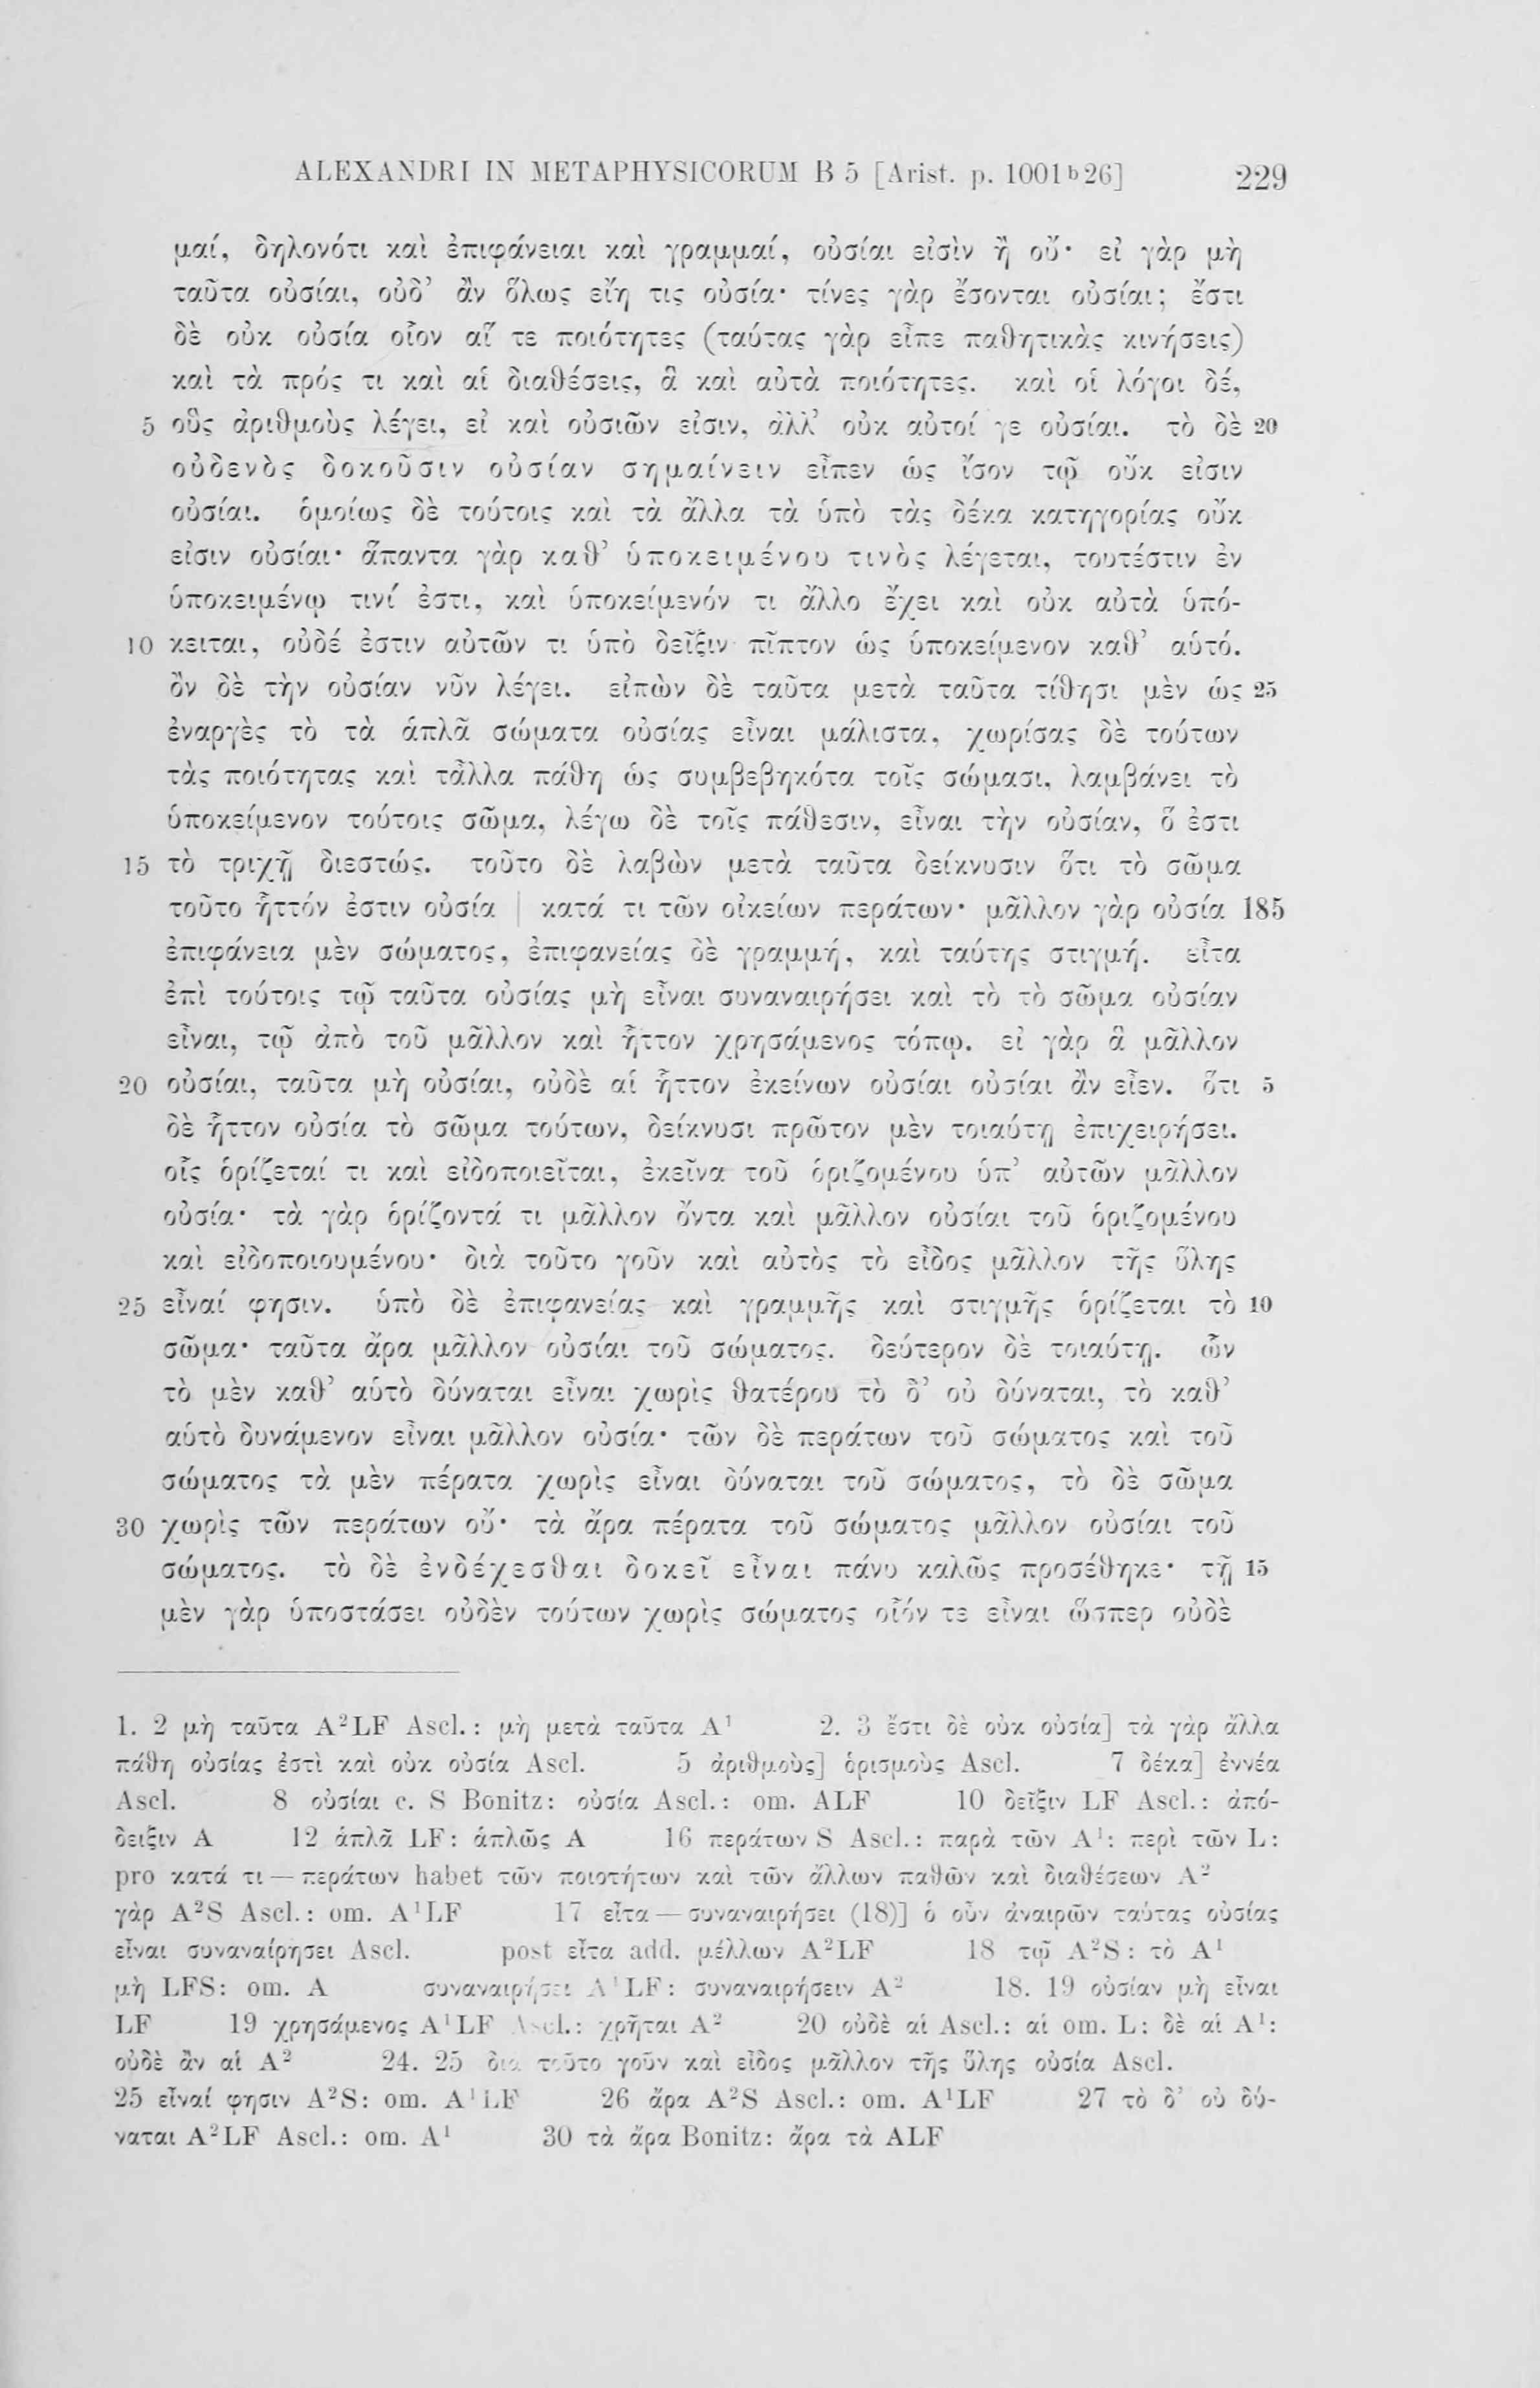 ALEXANDRI IN METAPHYSICORUM B 5 [Arist. p. 1001ᵇ26] 229
μαί, δηλονότι καὶ ἐπιφάνειαι καὶ γραμμαί, οὐσίαι εἰσὶν ἢ οὔ· εἰ γὰρ μὴ
ταῦτα οὐσίαι, οὐδ’ ἂν ὅλως εἴη τις οὐσία· τίνες γὰρ ἔσονται οὐσίαι; ἔστι
δὲ οὐκ οὐσία οἷον αἵ τε ποιότητες (ταύτας γὰρ εἶπε παθητικὰς κινήσεις)
καὶ τὰ πρός τι καὶ αἱ διαθέσεις, ἃ καὶ αὐτὰ ποιότητες. καὶ οἱ λόγοι δέ,
5 οὓς ἀριθμοὺς λέγει, εἰ καὶ οὐσιῶν εἰσιν, ἀλλ’ οὐκ αὐτοί γε οὐσίαι. τὸ δὲ 20
οὐδενὸς δοκοῦσιν οὐσίαν σημαίνειν εἶπεν ὡς ἴσον τῷ οὔκ εἰσιν
οὐσίαι. ὁμοίως δὲ τούτοις καὶ τὰ ἄλλα τὰ ὑπὸ τὰς δέκα κατηγορίας οὔκ
εἰσιν οὐσίαι· ἅπαντα γὰρ καθ’ ὑποκειμένου τινὸς λέγεται, τουτέστιν ἐν
ὑποκειμένῳ τινί ἐστι, καὶ ὑποκείμενόν τι ἄλλο ἔχει καὶ οὐκ αὐτὰ ὑπό-
10 κειται, οὐδέ ἐστιν αὐτῶν τι ὑπὸ δεῖξιν πῖπτον ὡς ὑποκείμενον καθ’ αὑτό.
ὂν δὲ τὴν οὐσίαν νῦν λέγει. εἰπὼν δὲ ταῦτα μετὰ ταῦτα τίθησι μὲν ὡς 25
ἐναργὲς τὸ τὰ ἁπλᾶ σώματα οὐσίας εἶναι μάλιστα, χωρίσας δὲ τούτων
τὰς ποιότητας καὶ τἆλλα πάθη ὡς συμβεβηκότα τοῖς σώμασι, λαμβάνει τὸ
ὑποκείμενον τούτοις σῶμα, λέγω δὲ τοῖς πάθεσιν, εἶναι τὴν οὐσίαν, ὅ ἐστι
15 τὸ τριχῇ διεστώς. τοῦτο δὲ λαβὼν μετὰ ταῦτα δείκνυσιν ὅτι τὸ σῶμα
τοῦτο ἧττόν ἐστιν οὐσία | κατά τι τῶν οἰκείων περάτων· μᾶλλον γὰρ οὐσία 185
ἐπιφάνεια μὲν σώματος, ἐπιφανείας δὲ γραμμή, καὶ ταύτης στιγμή. εἶτα
ἐπὶ τούτοις τῷ ταῦτα οὐσίας μὴ εἶναι συναναιρήσει καὶ τὸ τὸ σῶμα οὐσίαν
εἶναι, τῷ ἀπὸ τοῦ μᾶλλον καὶ ἧττον χρησάμενος τόπῳ. εἰ γὰρ ἃ μᾶλλον
20 οὐσίαι, ταῦτα μὴ οὐσίαι, οὐδὲ αἱ ἧττον ἐκείνων οὐσίαι οὐσίαι ἂν εἶεν. ὅτι 5
δὲ ἧττον οὐσία τὸ σῶμα τούτων, δείκνυσι πρῶτον μὲν τοιαύτῃ ἐπιχειρήσει.
οἷς ὁρίζεταί τι καὶ εἰδοποιεῖται, ἐκεῖνα τοῦ ὁριζομένου ὑπ’ αὐτῶν μᾶλλον
οὐσία· τὰ γὰρ ὁρίζοντά τι μᾶλλον ὄντα καὶ μᾶλλον οὐσίαι τοῦ ὁριζομένου
καὶ εἰδοποιουμένου· διὰ τοῦτο γοῦν καὶ αὐτὸς τὸ εἶδος μᾶλλον τῆς ὕλης
25 εἶναί φησιν. ὑπὸ δὲ ἐπιφανείας καὶ γραμμῆς καὶ στιγμῆς ὁρίζεται τὸ 10
σῶμα· ταῦτα ἄρα μᾶλλον οὐσίαι τοῦ σώματος. δεύτερον δὲ τοιαύτῃ. ὧν
τὸ μὲν καθ’ αὑτὸ δύναται εἶναι χωρὶς θατέρου τὸ δ’ οὐ δύναται, τὸ καθ’
αὑτὸ δυνάμενον εἶναι μᾶλλον οὐσία· τῶν δὲ περάτων τοῦ σώματος καὶ τοῦ
σώματος τὰ μὲν πέρατα χωρὶς εἶναι δύναται τοῦ σώματος, τὸ δὲ σῶμα
30 χωρὶς τῶν περάτων οὔ· τὰ ἄρα πέρατα τοῦ σώματος μᾶλλον οὐσίαι τοῦ
σώματος. τὸ δὲ ἐνδέχεσθαι δοκεῖ εἶναι πάνυ καλῶς προσέθηκε· τῇ 15
μὲν γὰρ ὑποστάσει οὐδὲν τούτων χωρὶς σώματος οἷόν τε εἶναι ὥσπερ οὐδὲ
1. 2 μὴ ταῦτα A²LF Ascl.: μὴ μετὰ ταῦτα A¹ 2. 3 ἔστι δὲ οὐκ οὐσία] τὰ γὰρ ἄλλα
πάθη οὐσίας ἐστὶ καὶ οὐκ οὐσία Ascl. 5 ἀριθμοὺς] ὁρισμοὺς Ascl. 7 δέκα] ἐννέα
Ascl. 8 οὐσίαι c. S Bonitz: οὐσία Ascl.: om. ALF 10 δεῖξιν LF Ascl.: ἀπό-
δειξιν A 12 ἁπλᾶ LF: ἁπλῶς A 16 περάτων S Ascl.: παρὰ τῶν A¹: περὶ τῶν L:
pro κατά τι — περάτων habet τῶν ποιοτήτων καὶ τῶν ἄλλων παθῶν καὶ διαθέσεων A²
γὰρ A²S Ascl.: om. A¹LF 17 εἶτα — συναναιρήσει (18)] ὁ οὖν ἀναιρῶν ταύτας οὐσίας
εἶναι συναναίρησει Ascl. post εἶτα add. μέλλων A²LF 18 τῷ A²S: τὸ A¹
μὴ LFS: om. A συναναιρήσει A¹LF: συναναιρήσειν A² 18. 19 οὐσίαν μὴ εἶναι
LF 19 χρησάμενος A¹LF Ascl.: χρῆται A² 20 οὐδὲ αἱ Ascl.: αἱ om. L: δὲ αἱ A¹:
οὐδὲ ἂν αἱ A² 24. 25 δια τοῦτο γοῦν καὶ εἶδος μᾶλλον τῆς ὕλης οὐσία Ascl.
25 εἶναί φησιν A²S: om. A¹LF 26 ἄρα A²S Ascl.: om. A¹LF 27 τὸ δ’ οὐ δύ-
ναται A²LF Ascl.: om. A¹ 30 τὰ ἄρα Bonitz: ἄρα τὰ ALF